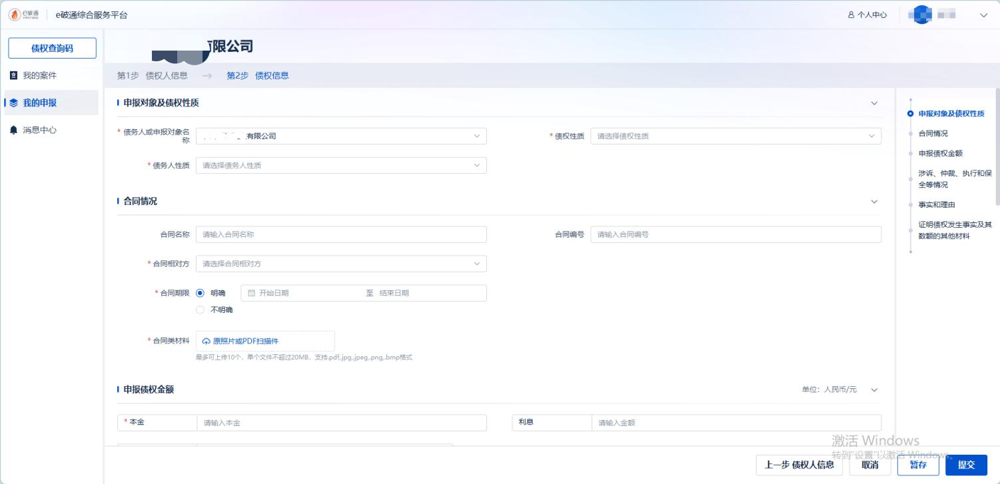 e破通
e破通综合服务平台
个人中心
有限公司
债权查询码
我的案件
我的申报
消息中心
第1步 债权人信息 → 第2步 债权信息
申报对象及债权性质
* 债务人或申报对象名称
有限公司
* 债权性质
请选择债权性质
* 债务人性质
请选择债务人性质
合同情况
合同名称
请输入合同名称
合同编号
请输入合同编号
* 合同相对方
请选择合同相对方
* 合同期限
明确
开始日期 至 结束日期
不明确
* 合同类材料
原照片或PDF扫描件
最多可上传10个，单个文件不超过20MB，支持.pdf,.jpg,.jpeg,.png,.bmp格式
申报债权金额
单位：人民币/元
* 本金
请输入本金
利息
请输入金额
申报对象及债权性质
合同情况
申报债权金额
涉诉、仲裁、执行和保
全等情况
事实和理由
证明债权发生事实及其
数额的其他材料
激活 Windows
转到"设置"以激活 Windows。
上一步 债权人信息
取消
暂存
提交